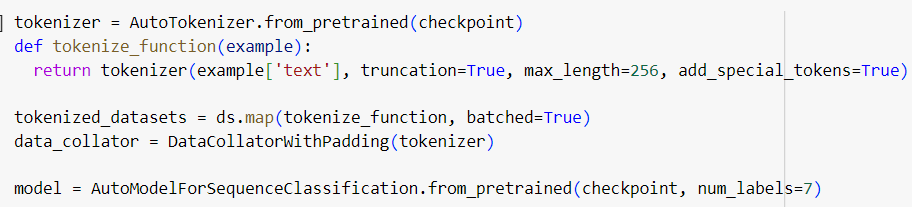 tokenizer = AutoTokenizer.from_pretrained(checkpoint)
def tokenize_function(example):
  return tokenizer(example['text'], truncation=True, max_length=256, add_special_tokens=True)

tokenized_datasets = ds.map(tokenize_function, batched=True)
data_collator = DataCollatorWithPadding(tokenizer)

model = AutoModelForSequenceClassification.from_pretrained(checkpoint, num_labels=7)